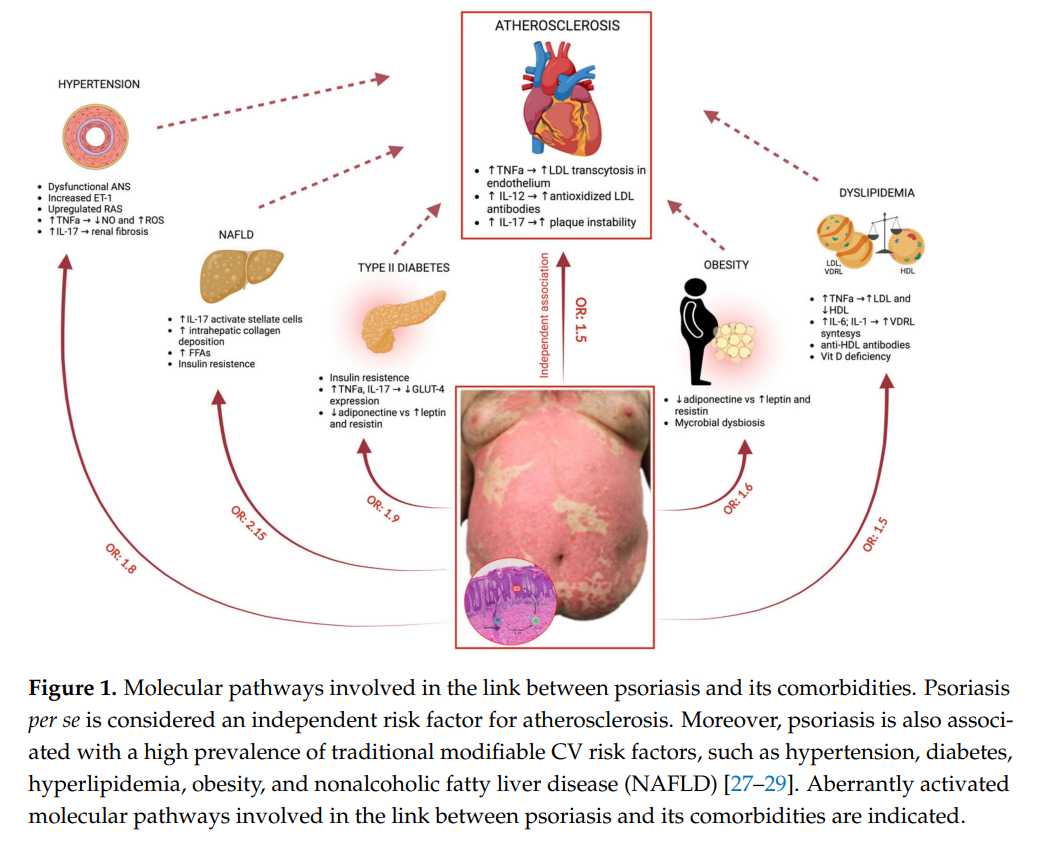 ATHEROSCLEROSIS
• ↑TNFa → ↑LDL transcytosis in
endothelium
• ↑ IL-12 → ↑antioxidized LDL
antibodies
• ↑ IL-17 →↑ plaque instability
HYPERTENSION
• Dysfunctional ANS
• Increased ET-1
• Upregulated RAS
• ↑TNFa → ↓NO and ↑ROS
• ↑IL-17 → renal fibrosis
NAFLD
• ↑IL-17 activate stellate cells
• ↑ intrahepatic collagen
deposition
• ↑ FFAs
• Insulin resistence
TYPE II DIABETES
• Insulin resistence
• ↑TNFa, IL-17 → ↓GLUT-4
expression
• ↓adiponectine vs ↑leptin
and resistin
Independent association
OR: 1.5
OBESITY
• ↓adiponectine vs ↑leptin and
resistin
• Mycrobial dysbiosis
DYSLIPIDEMIA
LDL,
VDRL
HDL
• ↑TNFa →↑LDL and
↓HDL
• ↑IL-6; IL-1 → ↑VDRL
syntesys
• anti-HDL antibodies
• Vit D deficiency
OR: 1.8
OR: 2.15
OR: 1.9
OR: 1.6
OR: 1.5
Figure 1. Molecular pathways involved in the link between psoriasis and its comorbidities. Psoriasis
per se is considered an independent risk factor for atherosclerosis. Moreover, psoriasis is also associ-
ated with a high prevalence of traditional modifiable CV risk factors, such as hypertension, diabetes,
hyperlipidemia, obesity, and nonalcoholic fatty liver disease (NAFLD) [27–29]. Aberrantly activated
molecular pathways involved in the link between psoriasis and its comorbidities are indicated.